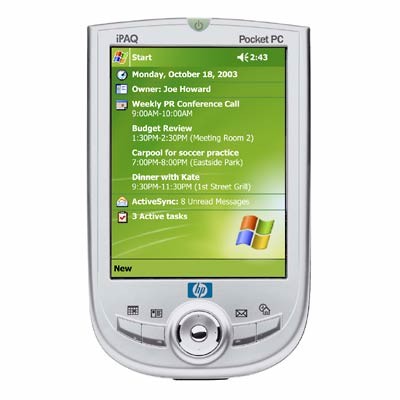 iPAQ Pocket PC
Start 2:43
Monday, October 18, 2003
Owner: Joe Howard
Weekly PR Conference Call
9:00AM-10:00AM
Budget Review
1:30PM-2:30PM (Meeting Room 2)
Carpool for soccer practice
7:00PM-8:00PM (Eastside Park)
Dinner with Kate
9:30PM-11:30PM (1st Street Grill)
ActiveSync: 8 Unread Messages
3 Active tasks
New
hp